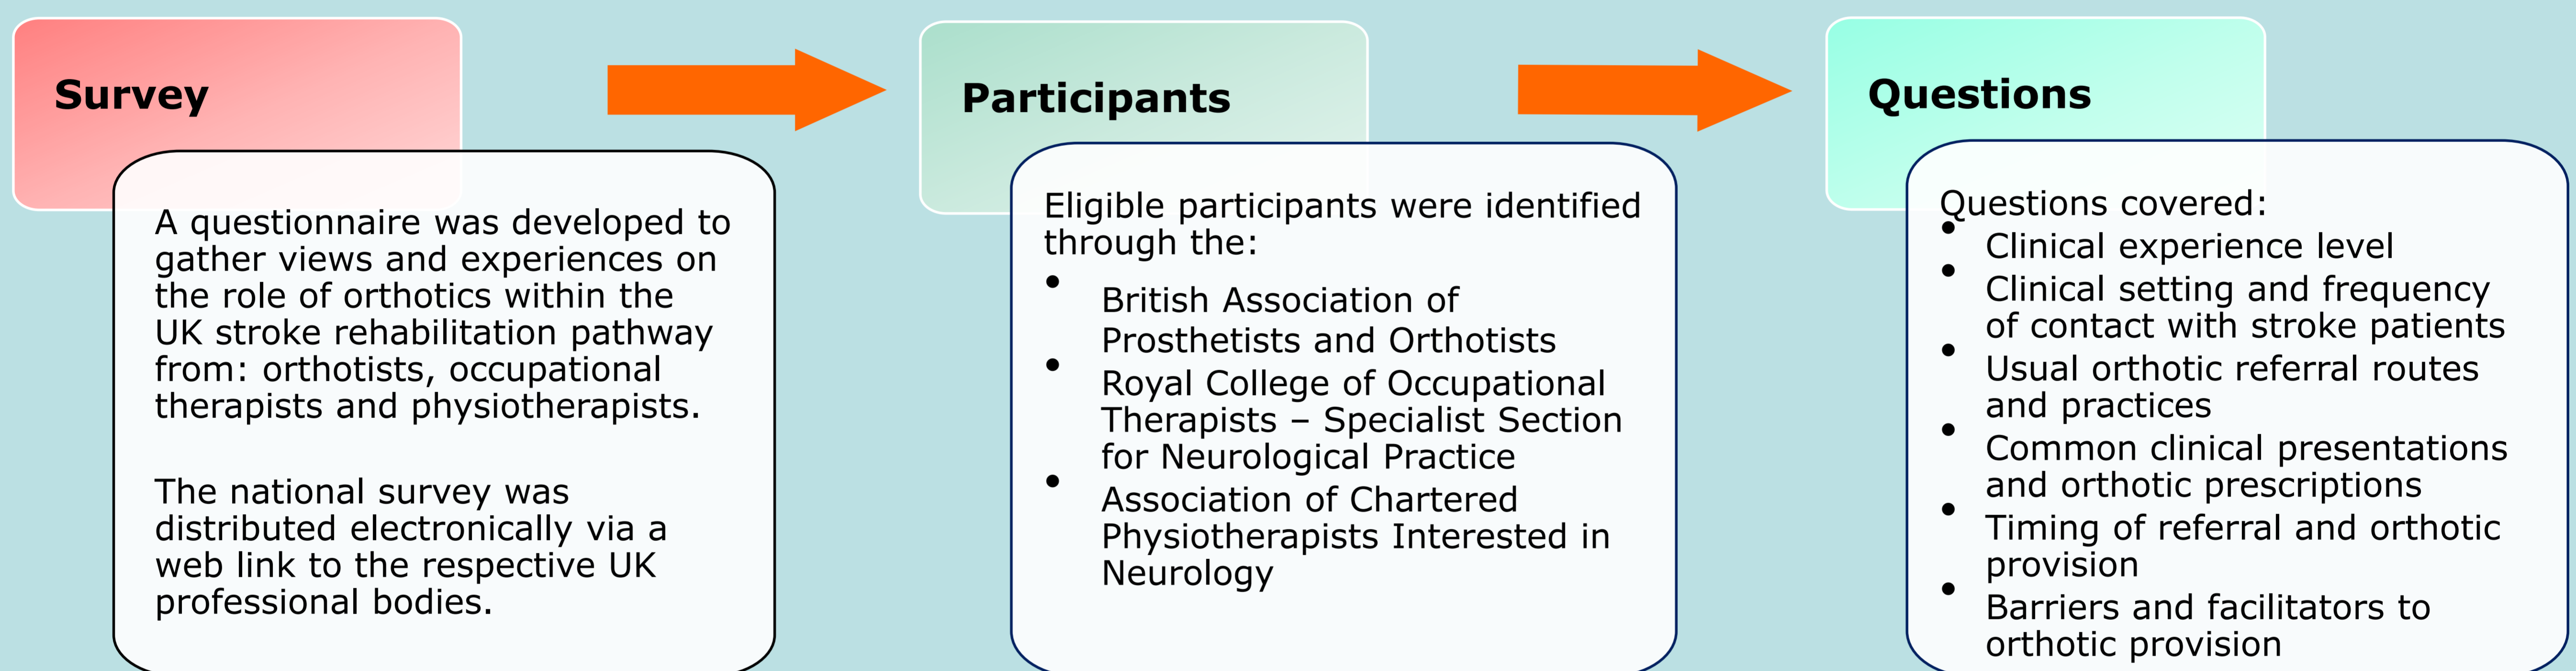 Survey
A questionnaire was developed to
gather views and experiences on
the role of orthotics within the
UK stroke rehabilitation pathway
from: orthotists, occupational
therapists and physiotherapists.
The national survey was
distributed electronically via a
web link to the respective UK
professional bodies.
Participants
Eligible participants were identified
through the:
• British Association of
Prosthetists and Orthotists
• Royal College of Occupational
Therapists – Specialist Section
for Neurological Practice
• Association of Chartered
Physiotherapists Interested in
Neurology
Questions
Questions covered:
• Clinical experience level
• Clinical setting and frequency
of contact with stroke patients
• Usual orthotic referral routes
and practices
• Common clinical presentations
and orthotic prescriptions
• Timing of referral and orthotic
provision
• Barriers and facilitators to
orthotic provision